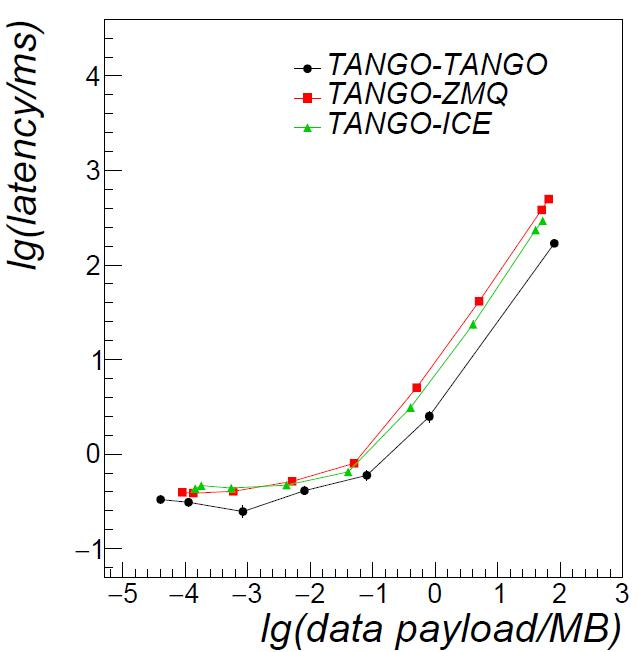 lg(latency/ms)
4
3
2
1
0
−1
TANGO-TANGO
TANGO-ZMQ
TANGO-ICE
−5 −4 −3 −2 −1 0 1 2 3
lg(data payload/MB)